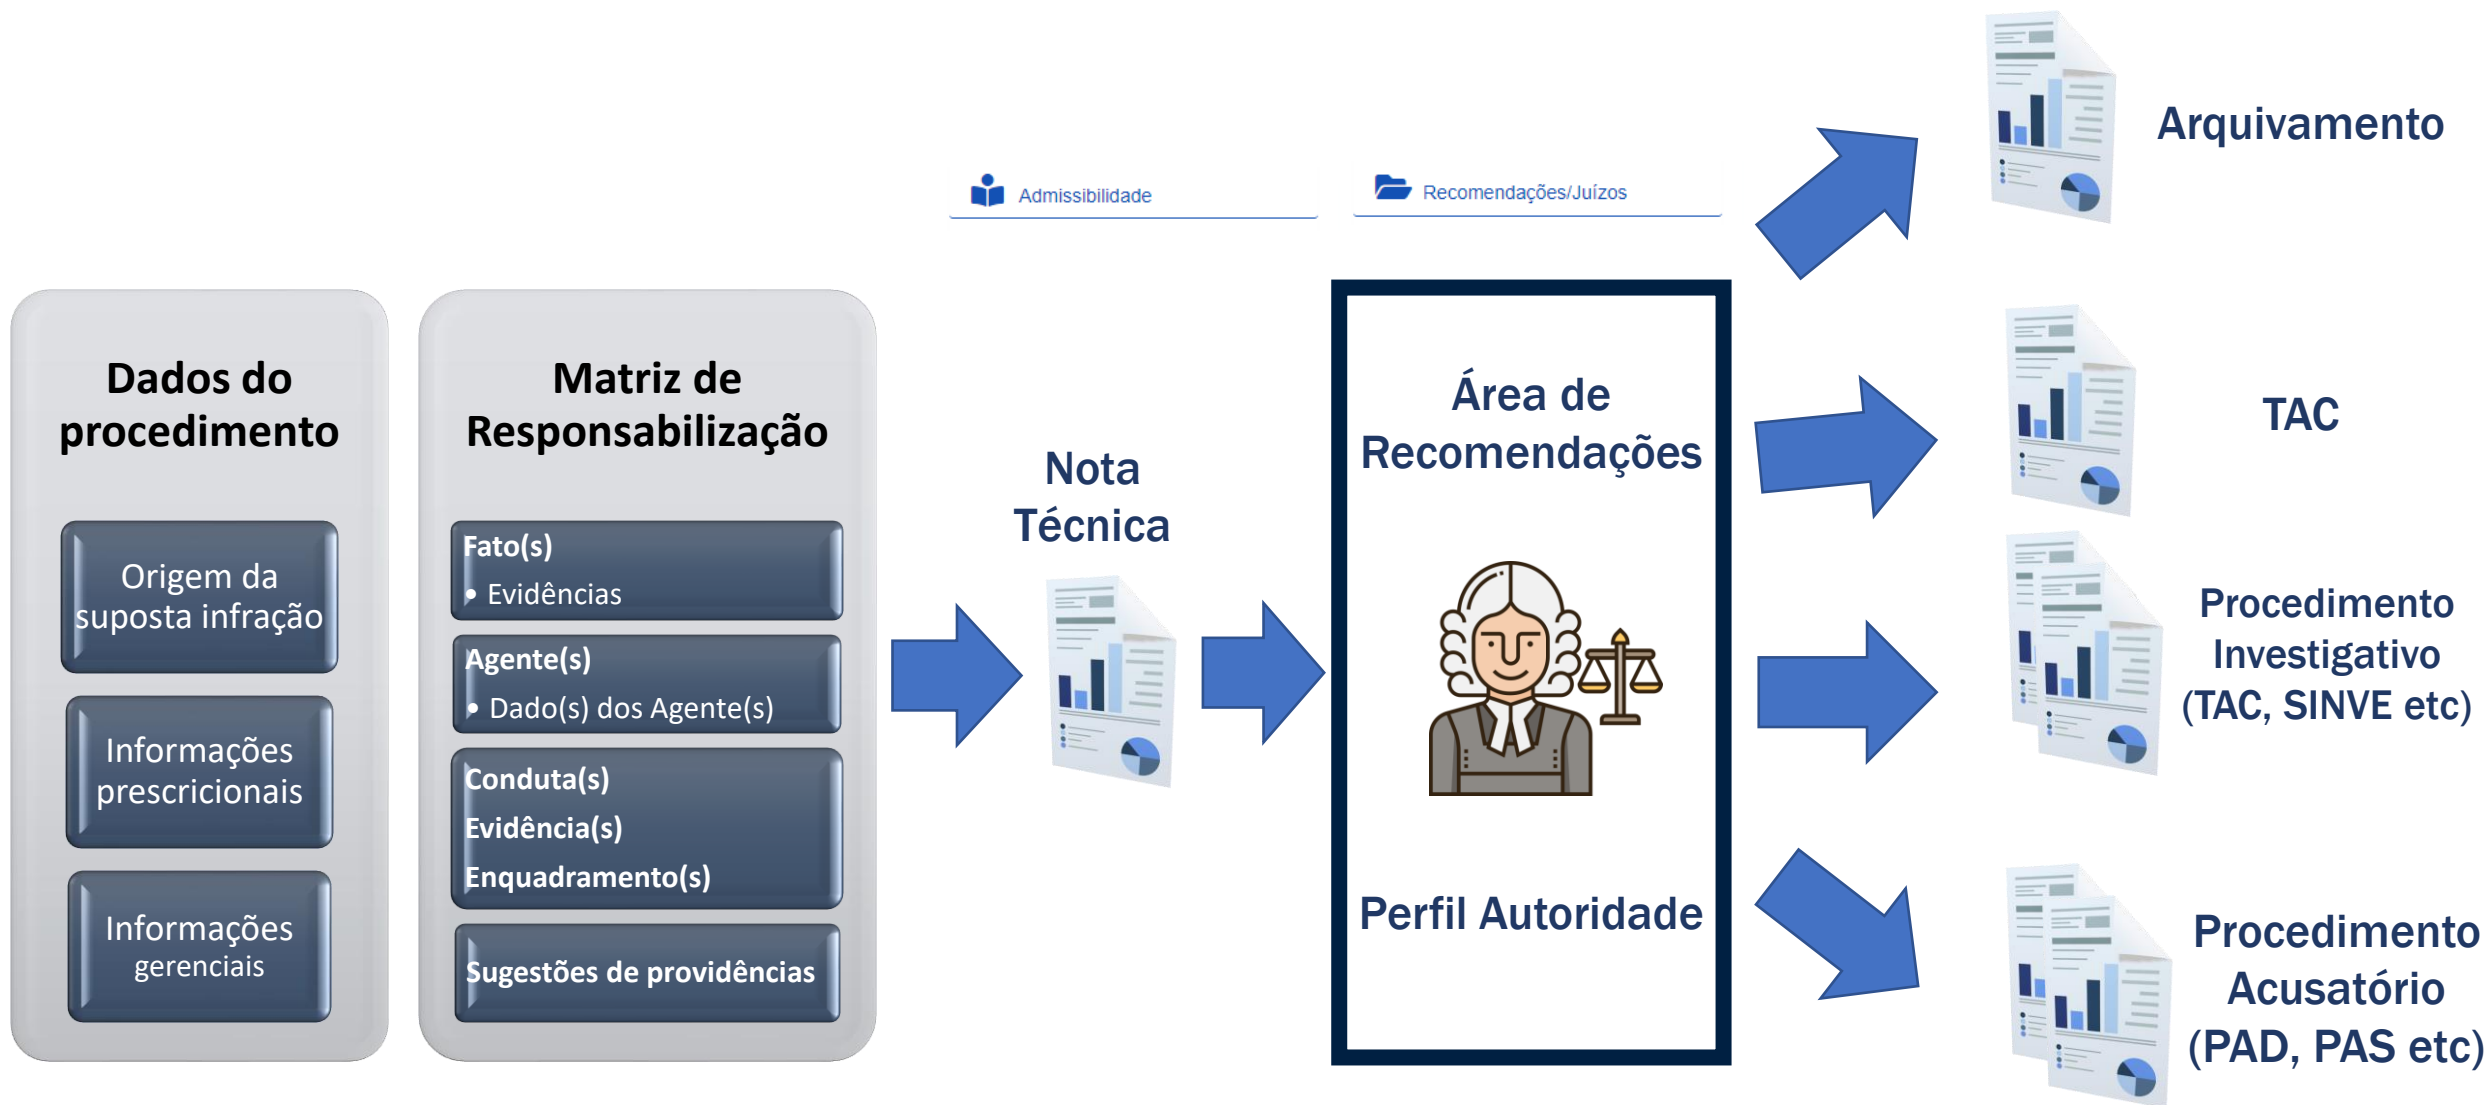 Admissibilidade
Recomendações/Juízos
Dados do
procedimento
Origem da
suposta infração
Informações
prescricionais
Informações
gerenciais
Matriz de
Responsabilização
Fato(s)
• Evidências
Agente(s)
• Dado(s) dos Agente(s)
Conduta(s)
Evidência(s)
Enquadramento(s)
Sugestões de providências
Nota
Técnica
Área de
Recomendações
Perfil Autoridade
Arquivamento
TAC
Procedimento
Investigativo
(TAC, SINVE etc)
Procedimento
Acusatório
(PAD, PAS etc)